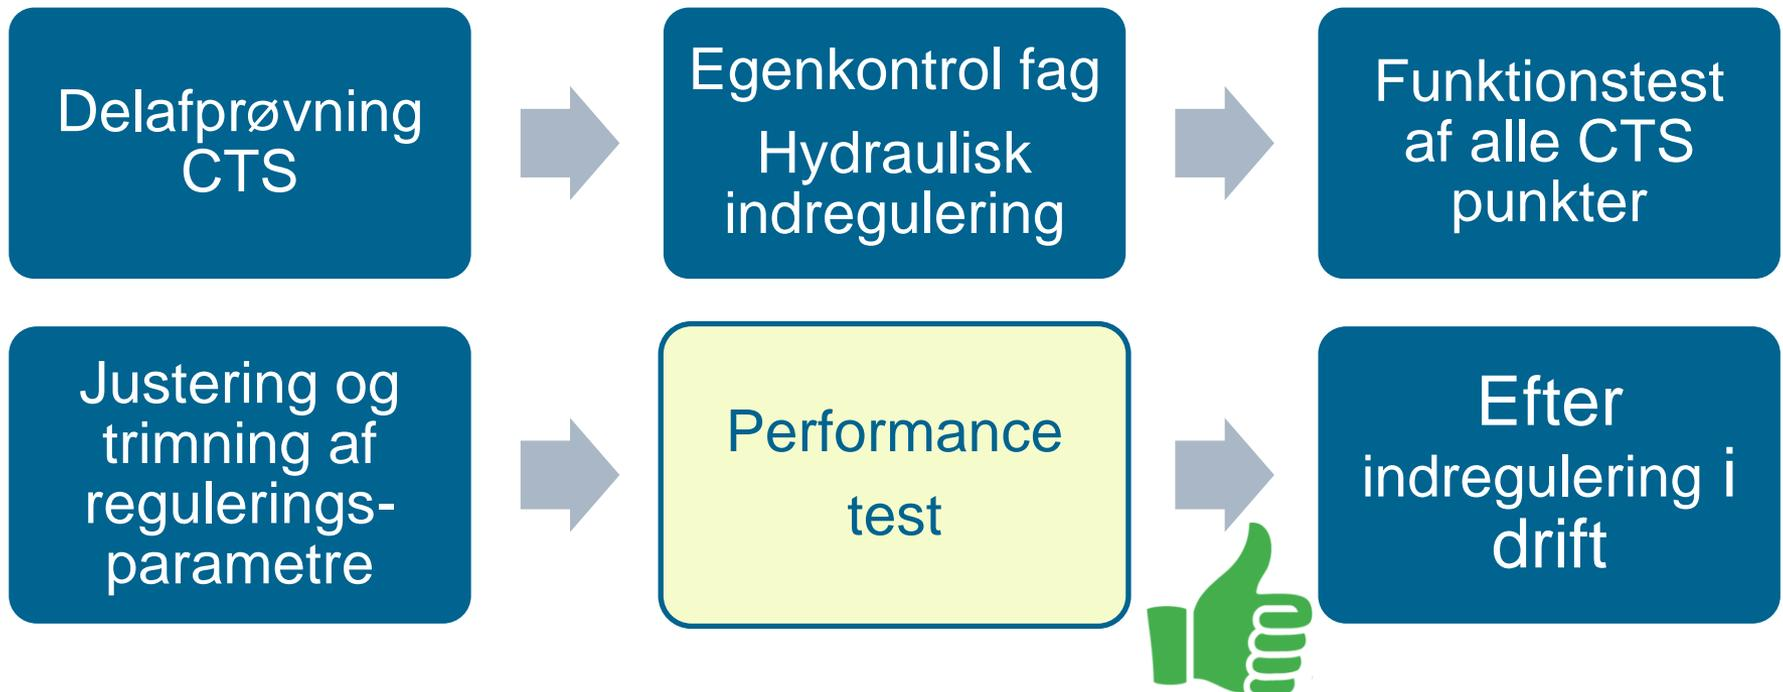 Delafprøvning
CTS
Egenkontrol fag
Hydraulisk
indregulering
Funktionstest
af alle CTS
punkter
Justering og
trimning af
regulerings-
parametre
Performance
test
Efter
indregulering i
drift